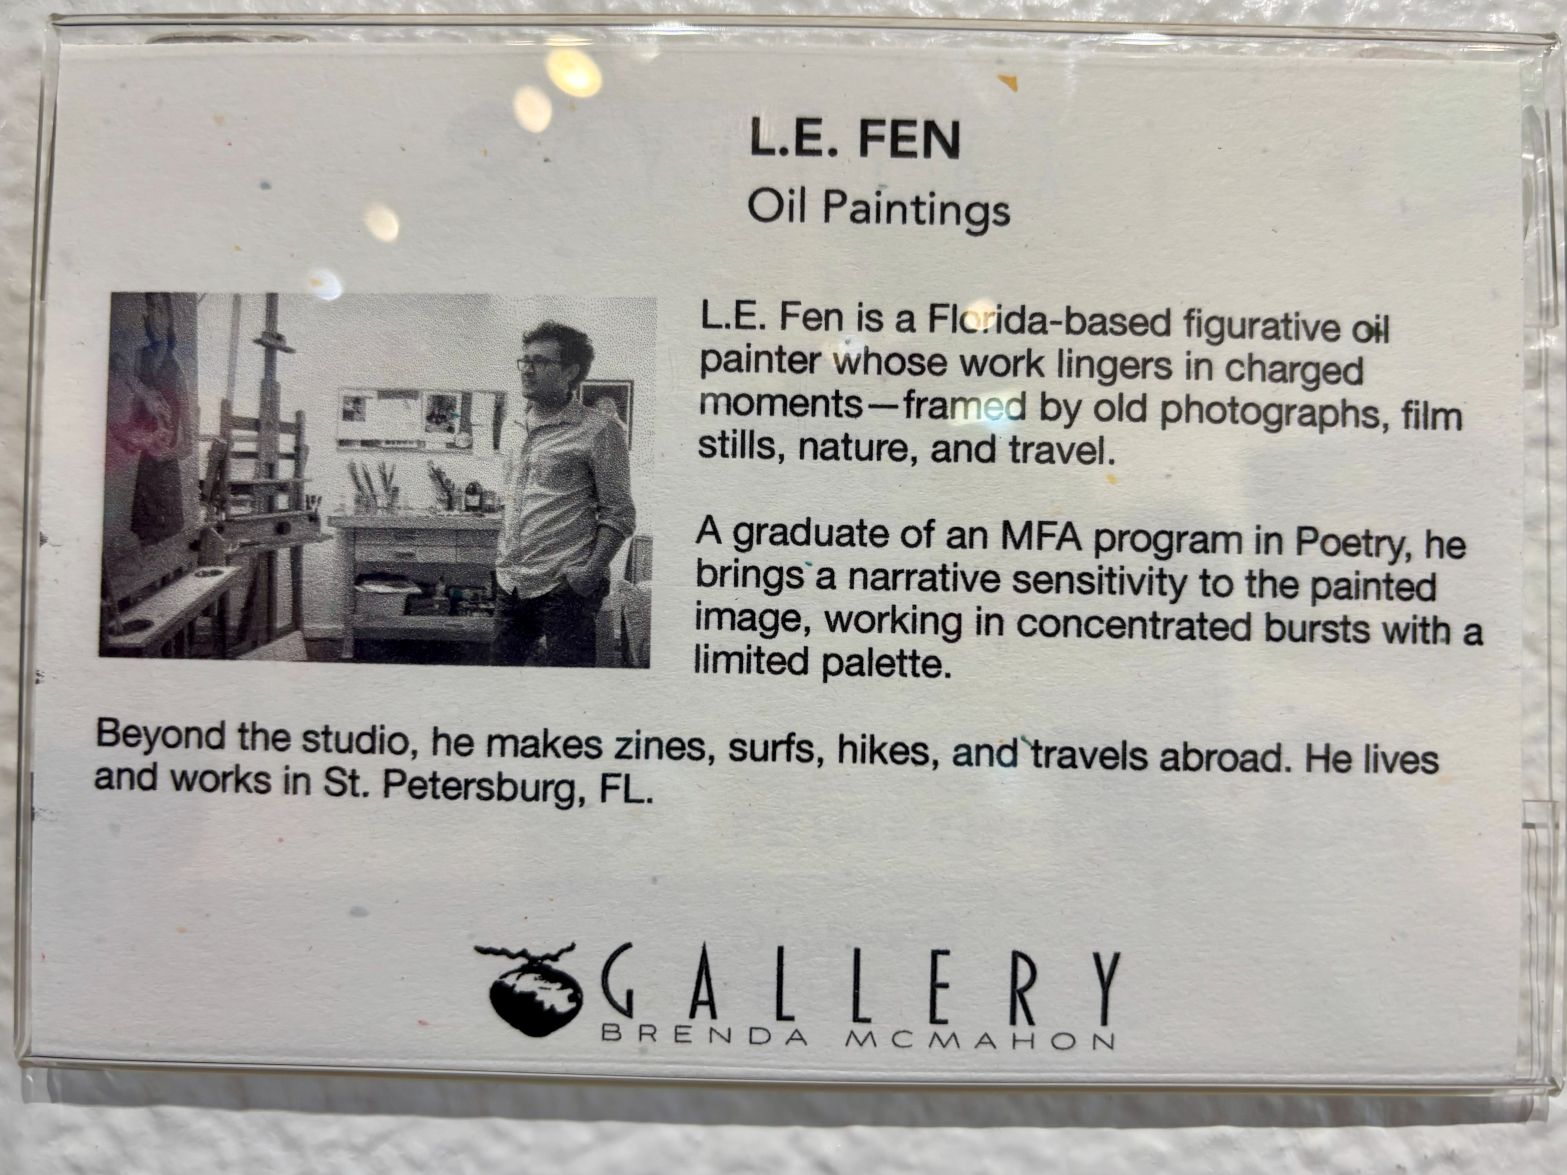 L.E. FEN
Oil Paintings
L.E. Fen is a Florida-based figurative oil
painter whose work lingers in charged
moments—framed by old photographs, film
stills, nature, and travel.
A graduate of an MFA program in Poetry, he
brings a narrative sensitivity to the painted
image, working in concentrated bursts with a
limited palette.
Beyond the studio, he makes zines, surfs, hikes, and travels abroad. He lives
and works in St. Petersburg, FL.
GALLERY
BRENDA MCMAHON